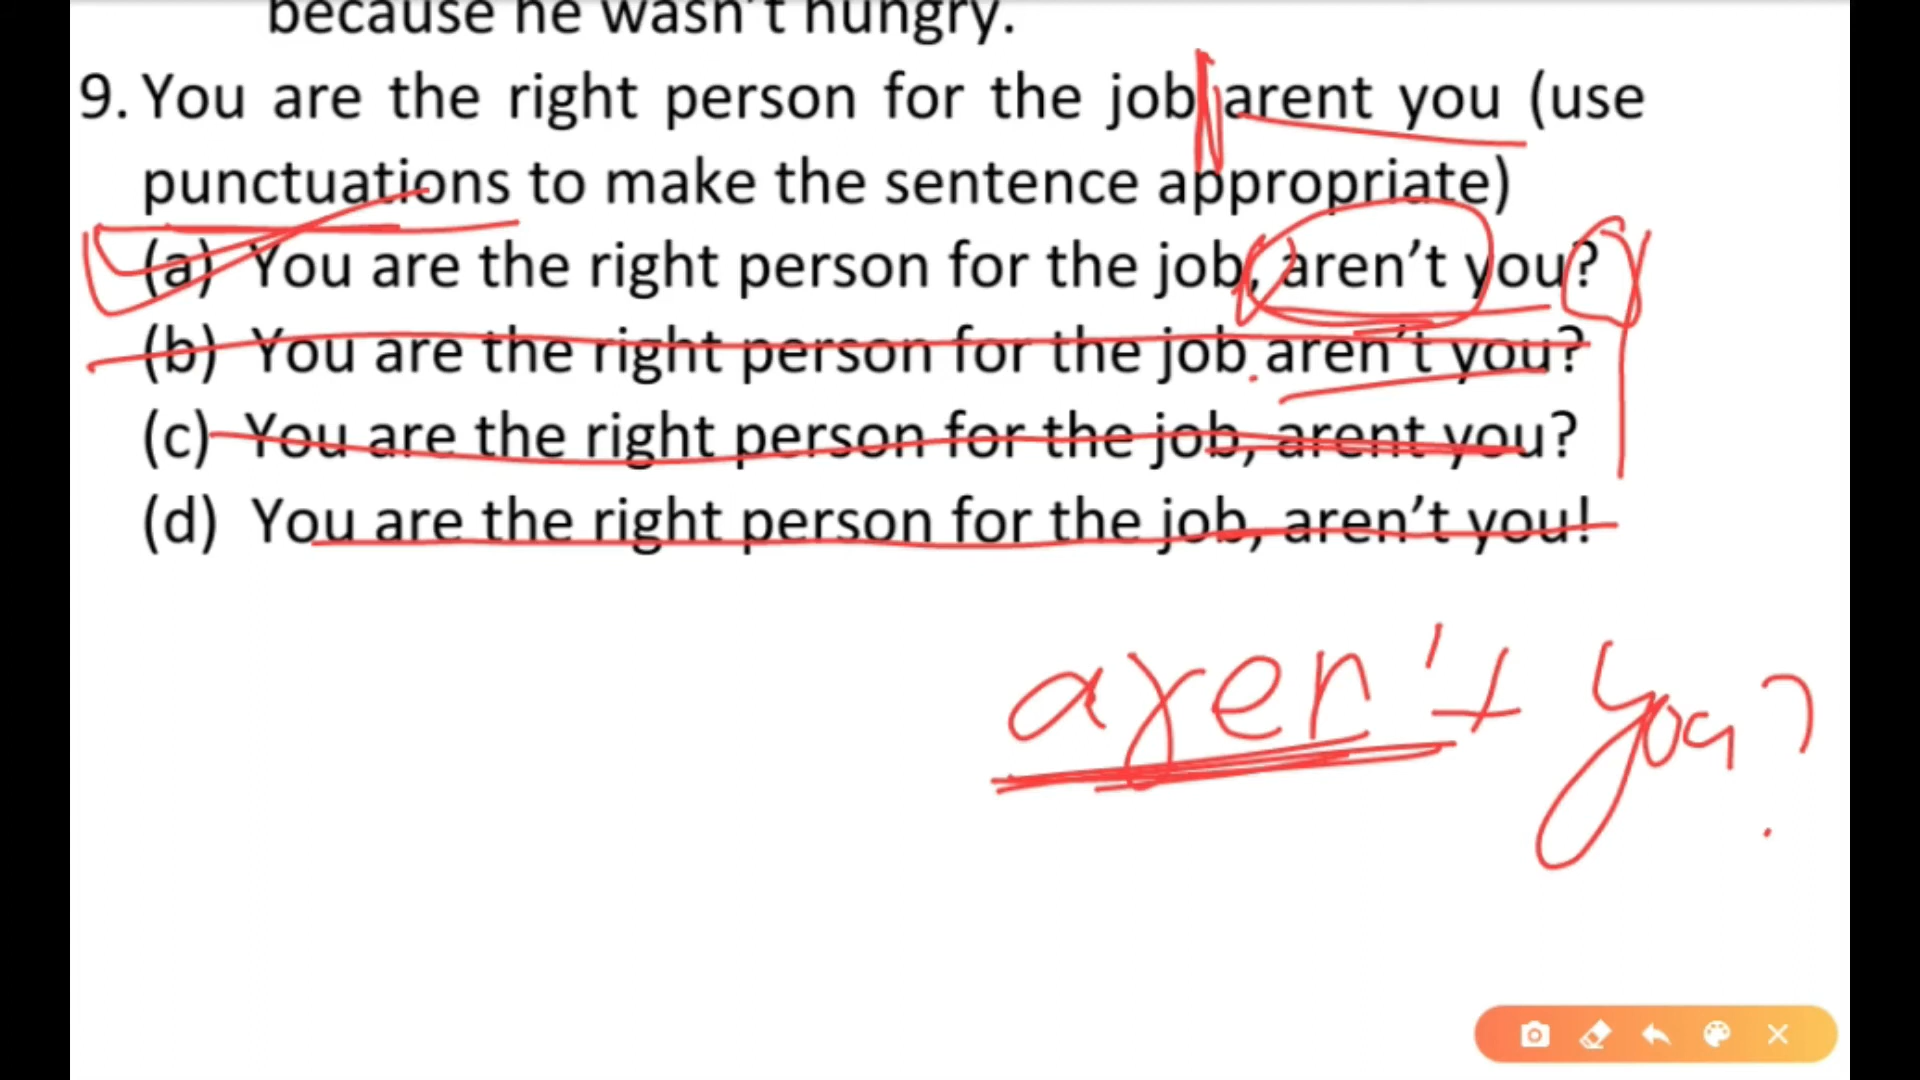 because he wasn't hungry.
9. You are the right person for the job arent you (use
punctuations to make the sentence appropriate)
(a) You are the right person for the job, aren't you?
(b) You are the right person for the job. aren't you?
(c) You are the right person for the job, arent you?
(d) You are the right person for the job, aren't you!
aren't you?